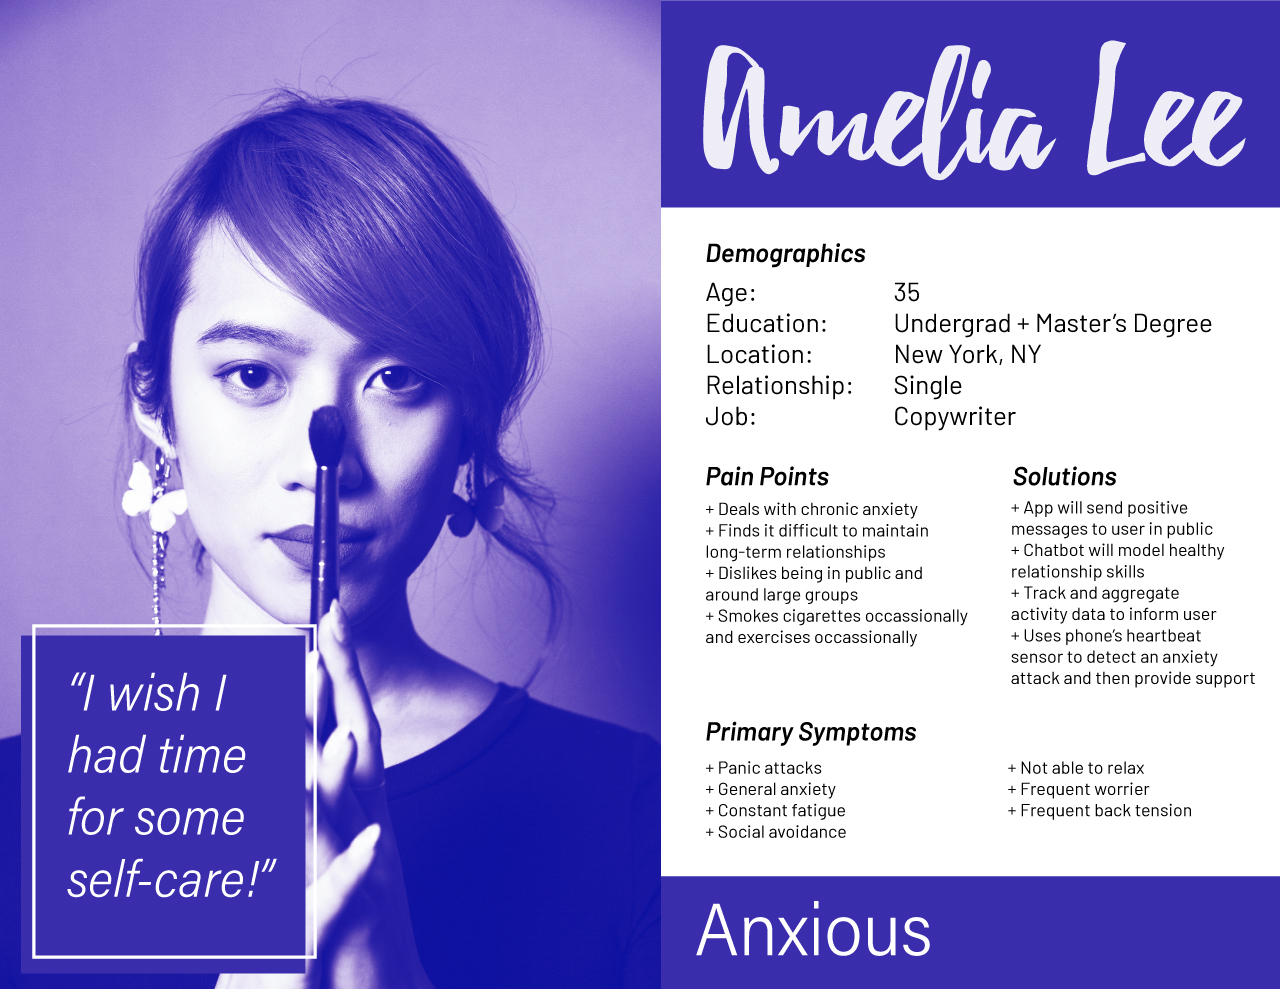 Amelia Lee
Demographics
Age: 35
Education: Undergrad + Master’s Degree
Location: New York, NY
Relationship: Single
Job: Copywriter
Pain Points
+ Deals with chronic anxiety
+ Finds it difficult to maintain
long-term relationships
+ Dislikes being in public and
around large groups
+ Smokes cigarettes occassionally
and exercises occassionally
Solutions
+ App will send positive
messages to user in public
+ Chatbot will model healthy
relationship skills
+ Track and aggregate
activity data to inform user
+ Uses phone’s heartbeat
sensor to detect an anxiety
attack and then provide support
Primary Symptoms
+ Panic attacks
+ General anxiety
+ Constant fatigue
+ Social avoidance
+ Not able to relax
+ Frequent worrier
+ Frequent back tension
“I wish I
had time
for some
self-care!”
Anxious